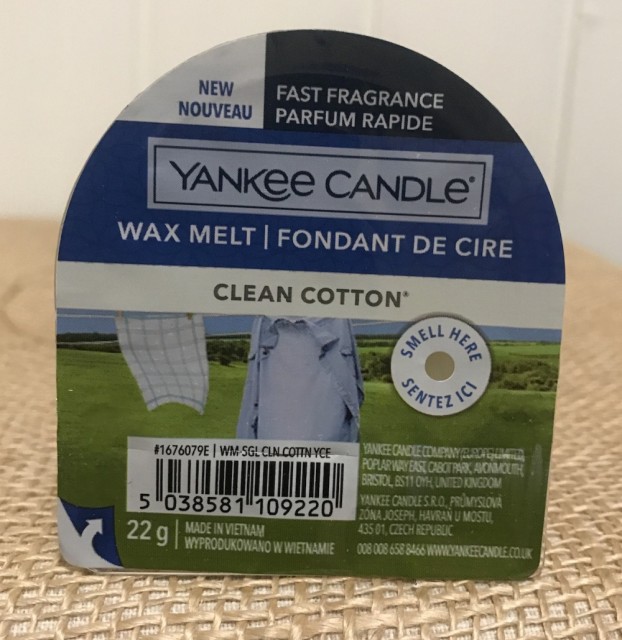 NEW
NOUVEAU
FAST FRAGRANCE
PARFUM RAPIDE
YANKEE CANDLE®
WAX MELT | FONDANT DE CIRE
CLEAN COTTON®
SMELL HERE
SENTEZ ICI
#1676079E | WM SGL CLN COTTN YCE
5 038581 109220
22 g
MADE IN VIETNAM
WYPRODUKOWANO W WIETNAMIE
YANKEE CANDLE COMPANY (EUROPE) LIMITED,
POPLAR WAY EAST, CABOT PARK, AVONMOUTH,
BRISTOL, BS11 0YH, UNITED KINGDOM
YANKEE CANDLE S.R.O., PRŮMYSLOVÁ
ZÓNA JOSEPH, HAVRAŇ U MOSTU,
435 01, CZECH REPUBLIC
008 008 658 8466 WWW.YANKEECANDLE.CO.UK